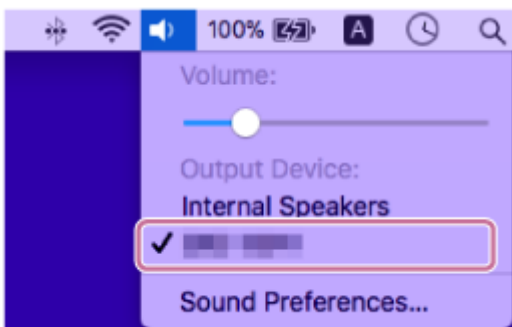 100% A
Volume:
Output Device:
Internal Speakers
Sound Preferences...